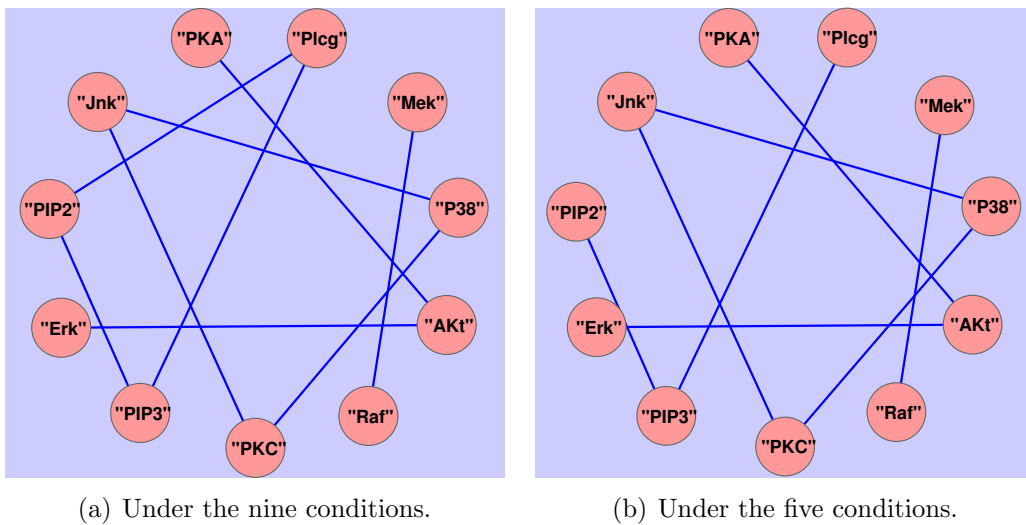 "PKA" "Plcg"
"Jnk" "Mek"
"PIP2" "P38"
"Erk" "AKt"
"PIP3" "Raf"
"PKC"
(a) Under the nine conditions.
"PKA" "Plcg"
"Jnk" "Mek"
"PIP2" "P38"
"Erk" "AKt"
"PIP3" "Raf"
"PKC"
(b) Under the five conditions.